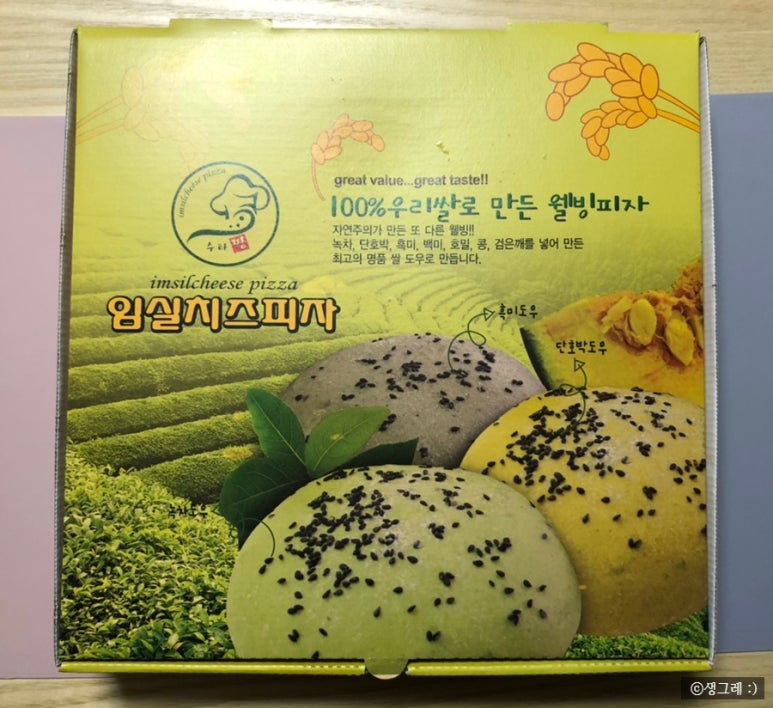 great value...great taste!!
100%우리쌀로 만든 웰빙피자
자연주의가 만든 또 다른 웰빙!!
녹차, 단호박, 흑미, 백미, 호밀, 콩, 검은깨를 넣어 만든
최고의 명품 쌀 도우로 만듭니다.
imsilcheese pizza
imsilcheese pizza
임실치즈피자
흑미도우
단호박도우
녹차도우
©생그레 :)